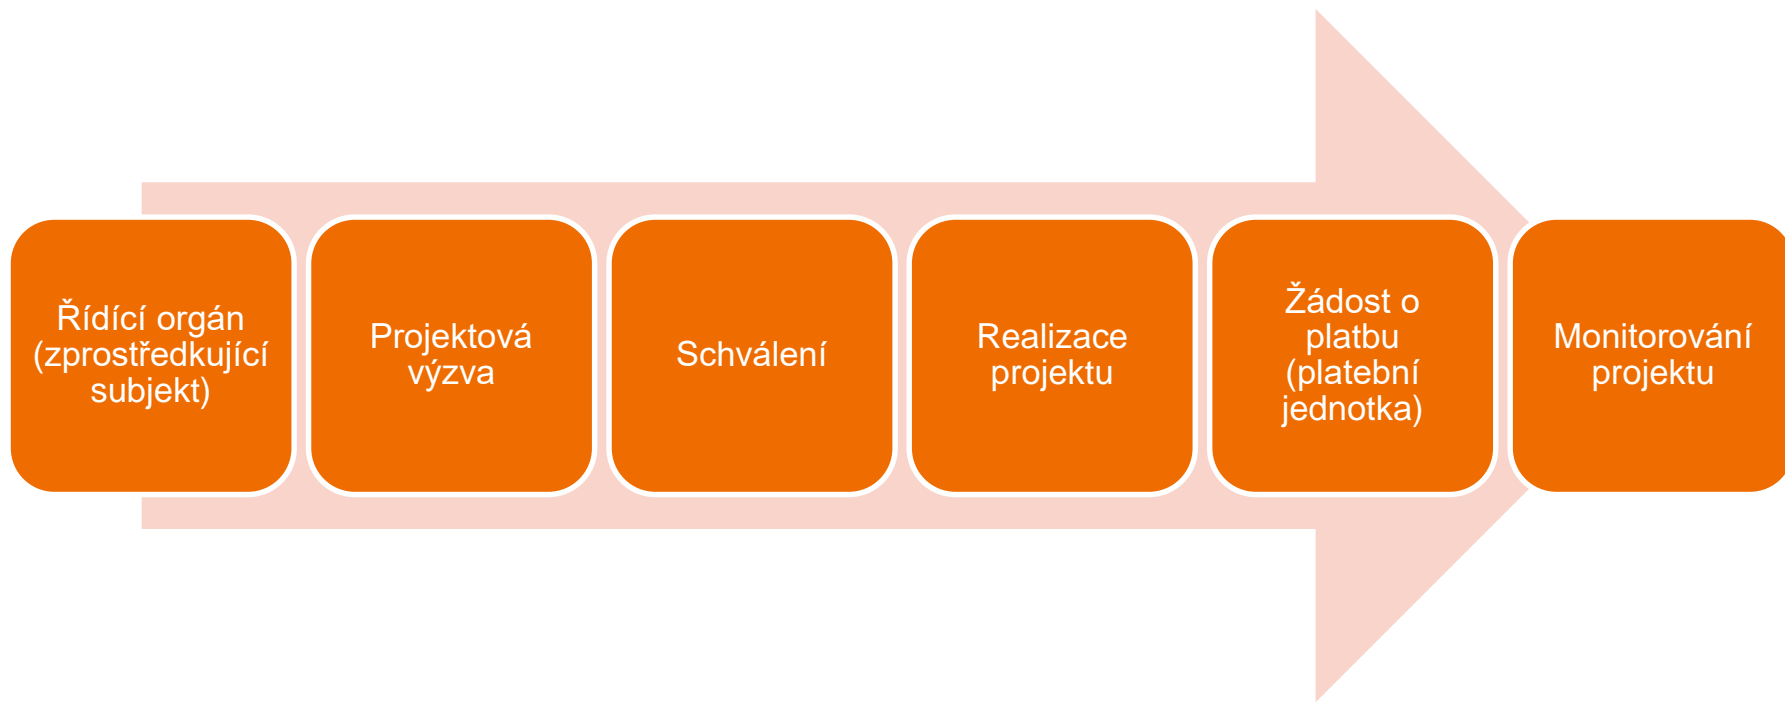 Řídící orgán
(zprostředkující
subjekt)
Projektová
výzva
Schválení
Realizace
projektu
Žádost o
platbu
(platební
jednotka)
Monitorování
projektu